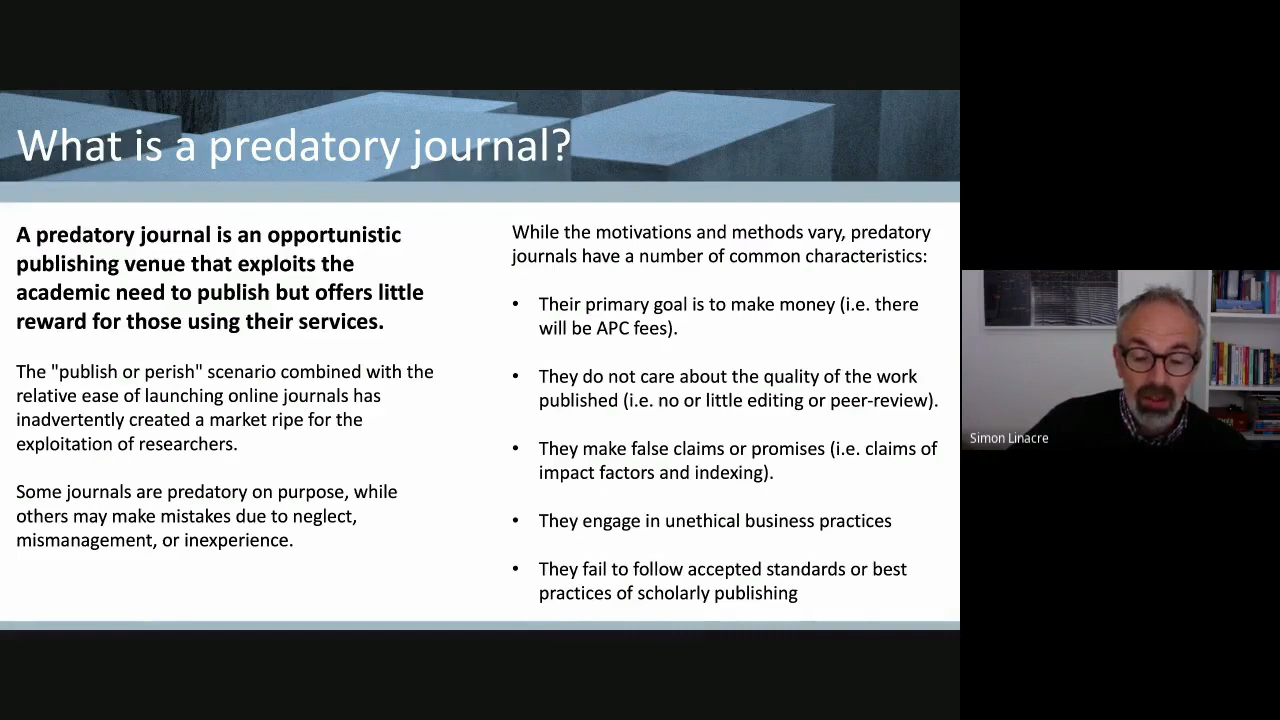 What is a predatory journal?
A predatory journal is an opportunistic
publishing venue that exploits the
academic need to publish but offers little
reward for those using their services.
The "publish or perish" scenario combined with the
relative ease of launching online journals has
inadvertently created a market ripe for the
exploitation of researchers.
Some journals are predatory on purpose, while
others may make mistakes due to neglect,
mismanagement, or inexperience.
While the motivations and methods vary, predatory
journals have a number of common characteristics:
• Their primary goal is to make money (i.e. there
will be APC fees).
• They do not care about the quality of the work
published (i.e. no or little editing or peer-review).
• They make false claims or promises (i.e. claims of
impact factors and indexing).
• They engage in unethical business practices
• They fail to follow accepted standards or best
practices of scholarly publishing
Simon Linacre